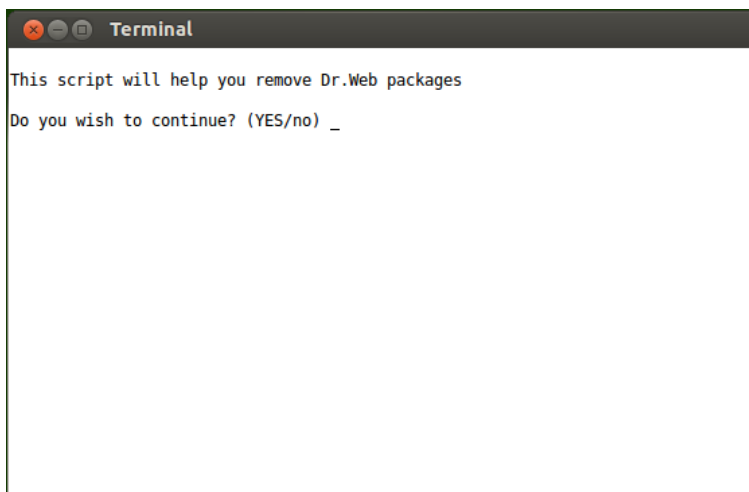 Terminal
This script will help you remove Dr.Web packages
Do you wish to continue? (YES/no) _